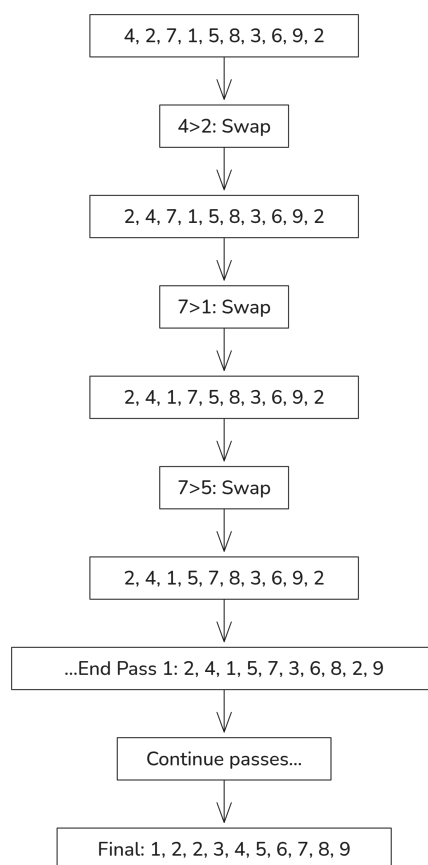 4, 2, 7, 1, 5, 8, 3, 6, 9, 2
4>2: Swap
2, 4, 7, 1, 5, 8, 3, 6, 9, 2
7>1: Swap
2, 4, 1, 7, 5, 8, 3, 6, 9, 2
7>5: Swap
2, 4, 1, 5, 7, 8, 3, 6, 9, 2
...End Pass 1: 2, 4, 1, 5, 7, 3, 6, 8, 2, 9
Continue passes...
Final: 1, 2, 2, 3, 4, 5, 6, 7, 8, 9